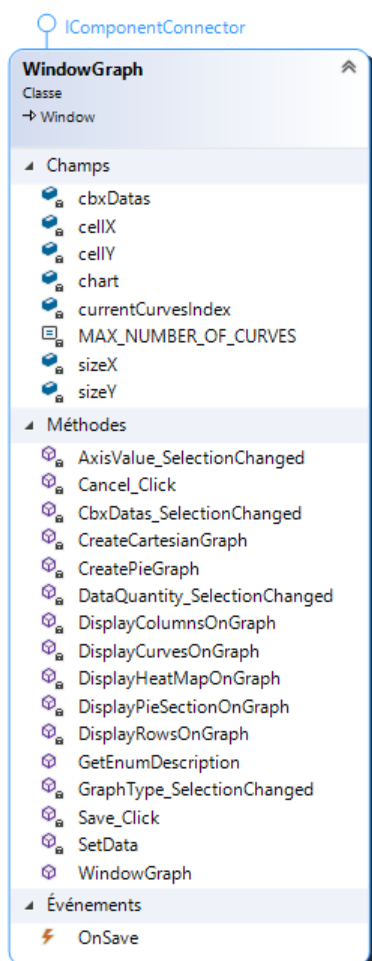 IComponentConnector
WindowGraph
Classe
Window
Champs
cbxDatas
cellX
cellY
chart
currentCurvesIndex
MAX_NUMBER_OF_CURVES
sizeX
sizeY
Méthodes
AxisValue_SelectionChanged
Cancel_Click
CbxDatas_SelectionChanged
CreateCartesianGraph
CreatePieGraph
DataQuantity_SelectionChanged
DisplayColumnsOnGraph
DisplayCurvesOnGraph
DisplayHeatMapOnGraph
DisplayPieSectionOnGraph
DisplayRowsOnGraph
GetEnumDescription
GraphType_SelectionChanged
Save_Click
SetData
WindowGraph
Événements
OnSave